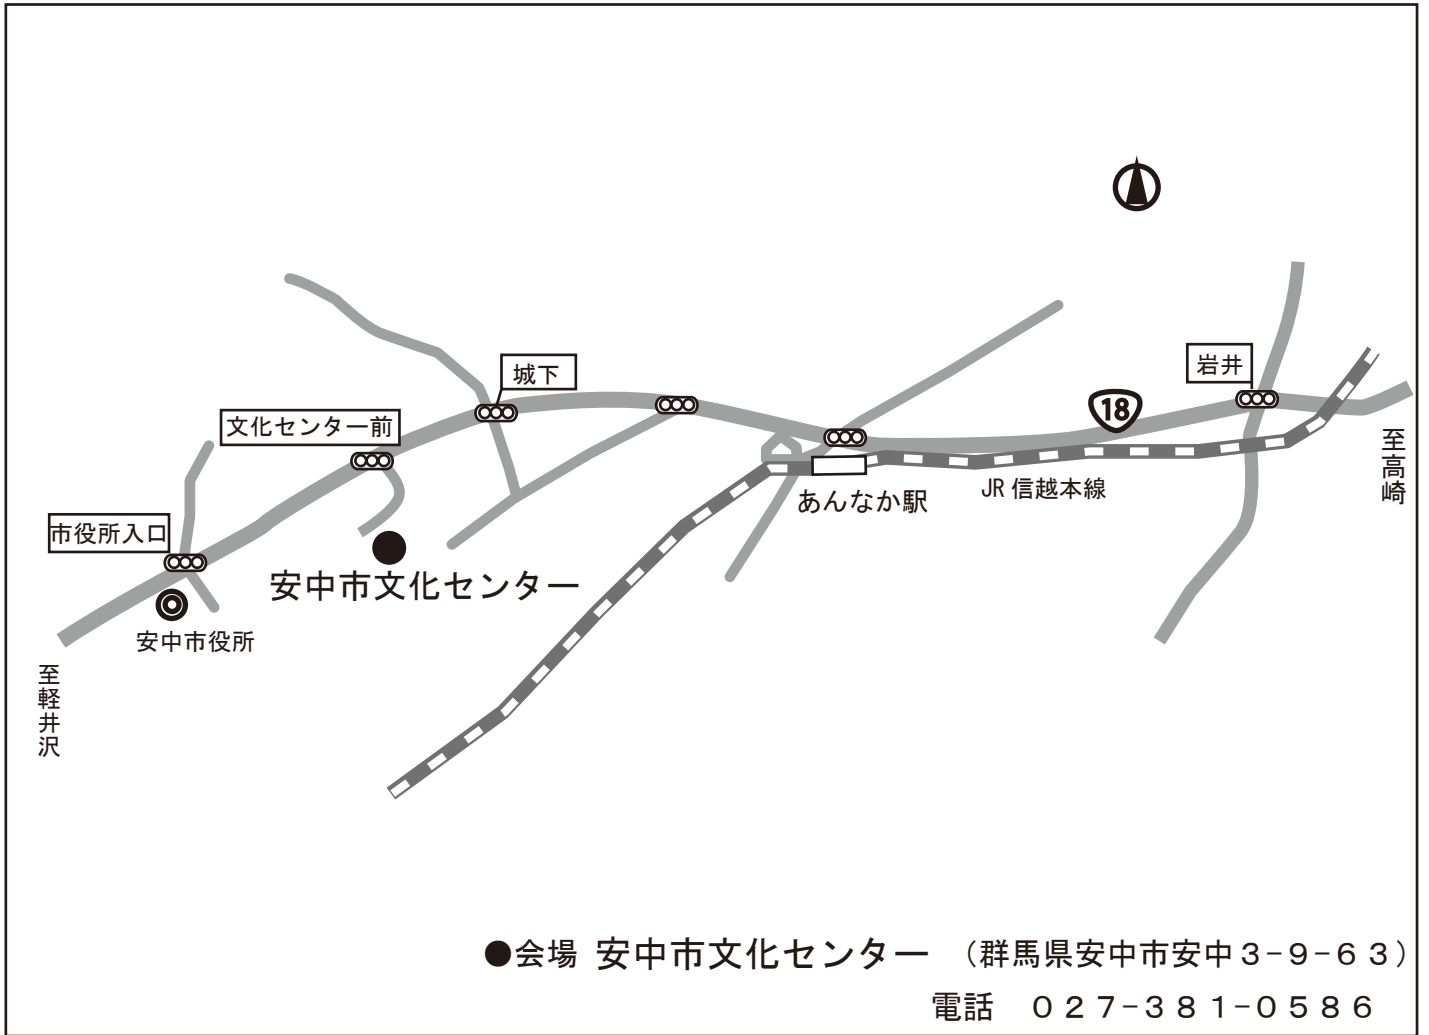 城下
岩井
18
文化センター前
至高崎
JR信越本線
あんなか駅
市役所入口
安中市文化センター
安中市役所
至軽井沢
●会場 安中市文化センター （群馬県安中市安中３−９−６３）
電話 ０２７−３８１−０５８６